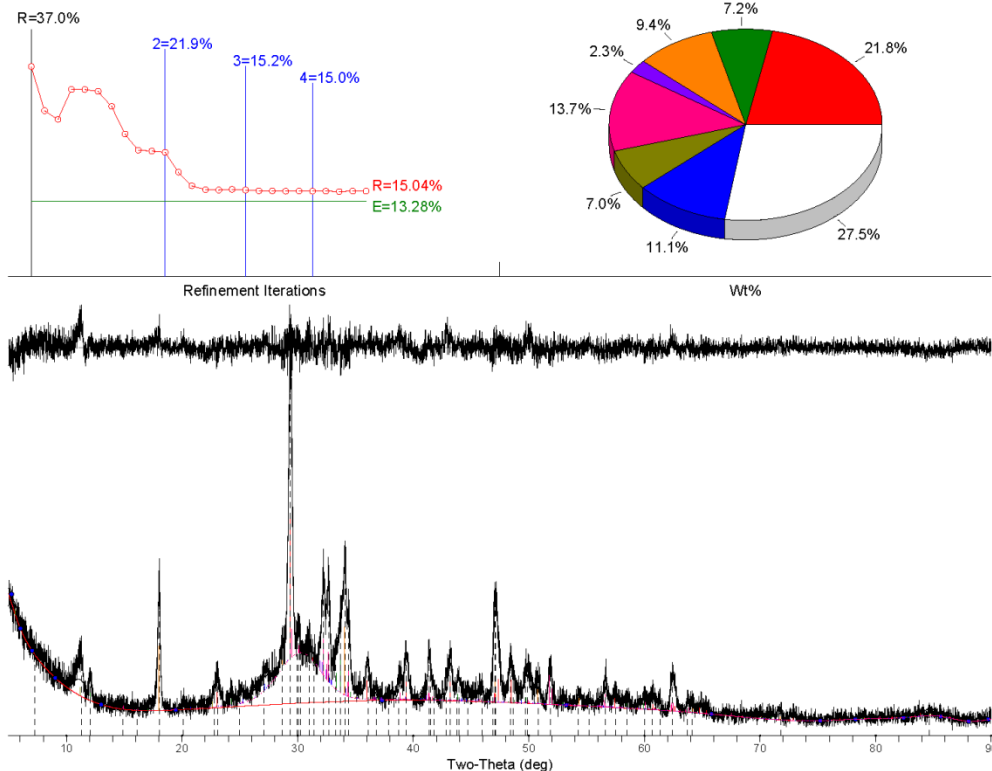 R=37.0%
2=21.9%
3=15.2%
4=15.0%
R=15.04%
E=13.28%
7.2%
9.4%
21.8%
2.3%
13.7%
7.0%
11.1%
27.5%
Refinement Iterations
Wt%
10 20 30 40 50 60 70 80 90
Two-Theta (deg)